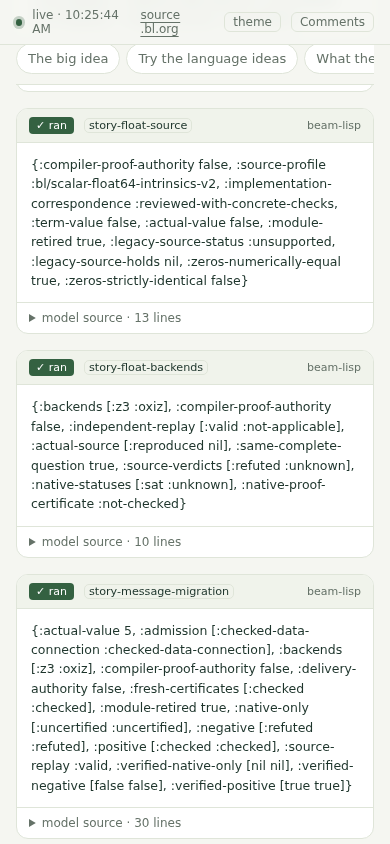 live · 10:25:44 AM
source .bl.org
theme
Comments
The big idea
Try the language ideas
What the
✓ ran story-float-source beam-lisp
{:compiler-proof-authority false, :source-profile
:bl/scalar-float64-intrinsics-v2, :implementation-
correspondence :reviewed-with-concrete-checks,
:term-value false, :actual-value false, :module-
retired true, :legacy-source-status :unsupported,
:legacy-source-holds nil, :zeros-numerically-equal
true, :zeros-strictly-identical false}
▶ model source · 13 lines
✓ ran story-float-backends beam-lisp
{:backends [:z3 :oxiz], :compiler-proof-authority
false, :independent-replay [:valid :not-applicable],
:actual-source [:reproduced nil], :same-complete-
question true, :source-verdicts [:refuted :unknown],
:native-statuses [:sat :unknown], :native-proof-
certificate :not-checked}
▶ model source · 10 lines
✓ ran story-message-migration beam-lisp
{:actual-value 5, :admission [:checked-data-
connection :checked-data-connection], :backends
[:z3 :oxiz], :compiler-proof-authority false, :delivery-
authority false, :fresh-certificates [:checked
:checked], :module-retired true, :native-only
[:uncertified :uncertified], :negative [:refuted
:refuted], :positive [:checked :checked], :source-
replay :valid, :verified-native-only [nil nil], :verified-
negative [false false], :verified-positive [true true]}
▶ model source · 30 lines